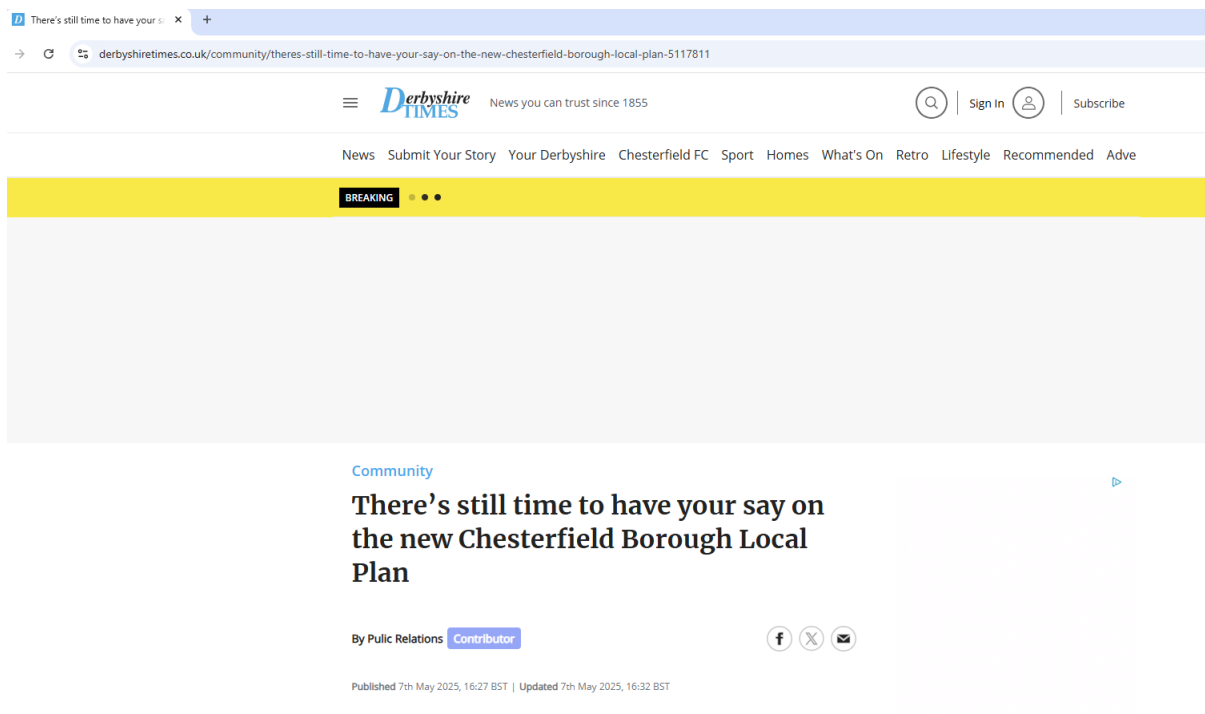 There's still time to have your s
derbyshiretimes.co.uk/community/theres-still-time-to-have-your-say-on-the-new-chesterfield-borough-local-plan-5117811
Derbyshire
TIMES
News you can trust since 1855
Sign In
Subscribe
News Submit Your Story Your Derbyshire Chesterfield FC Sport Homes What's On Retro Lifestyle Recommended Adve
BREAKING
Community
There’s still time to have your say on
the new Chesterfield Borough Local
Plan
By Pulic Relations Contributor
Published 7th May 2025, 16:27 BST | Updated 7th May 2025, 16:32 BST